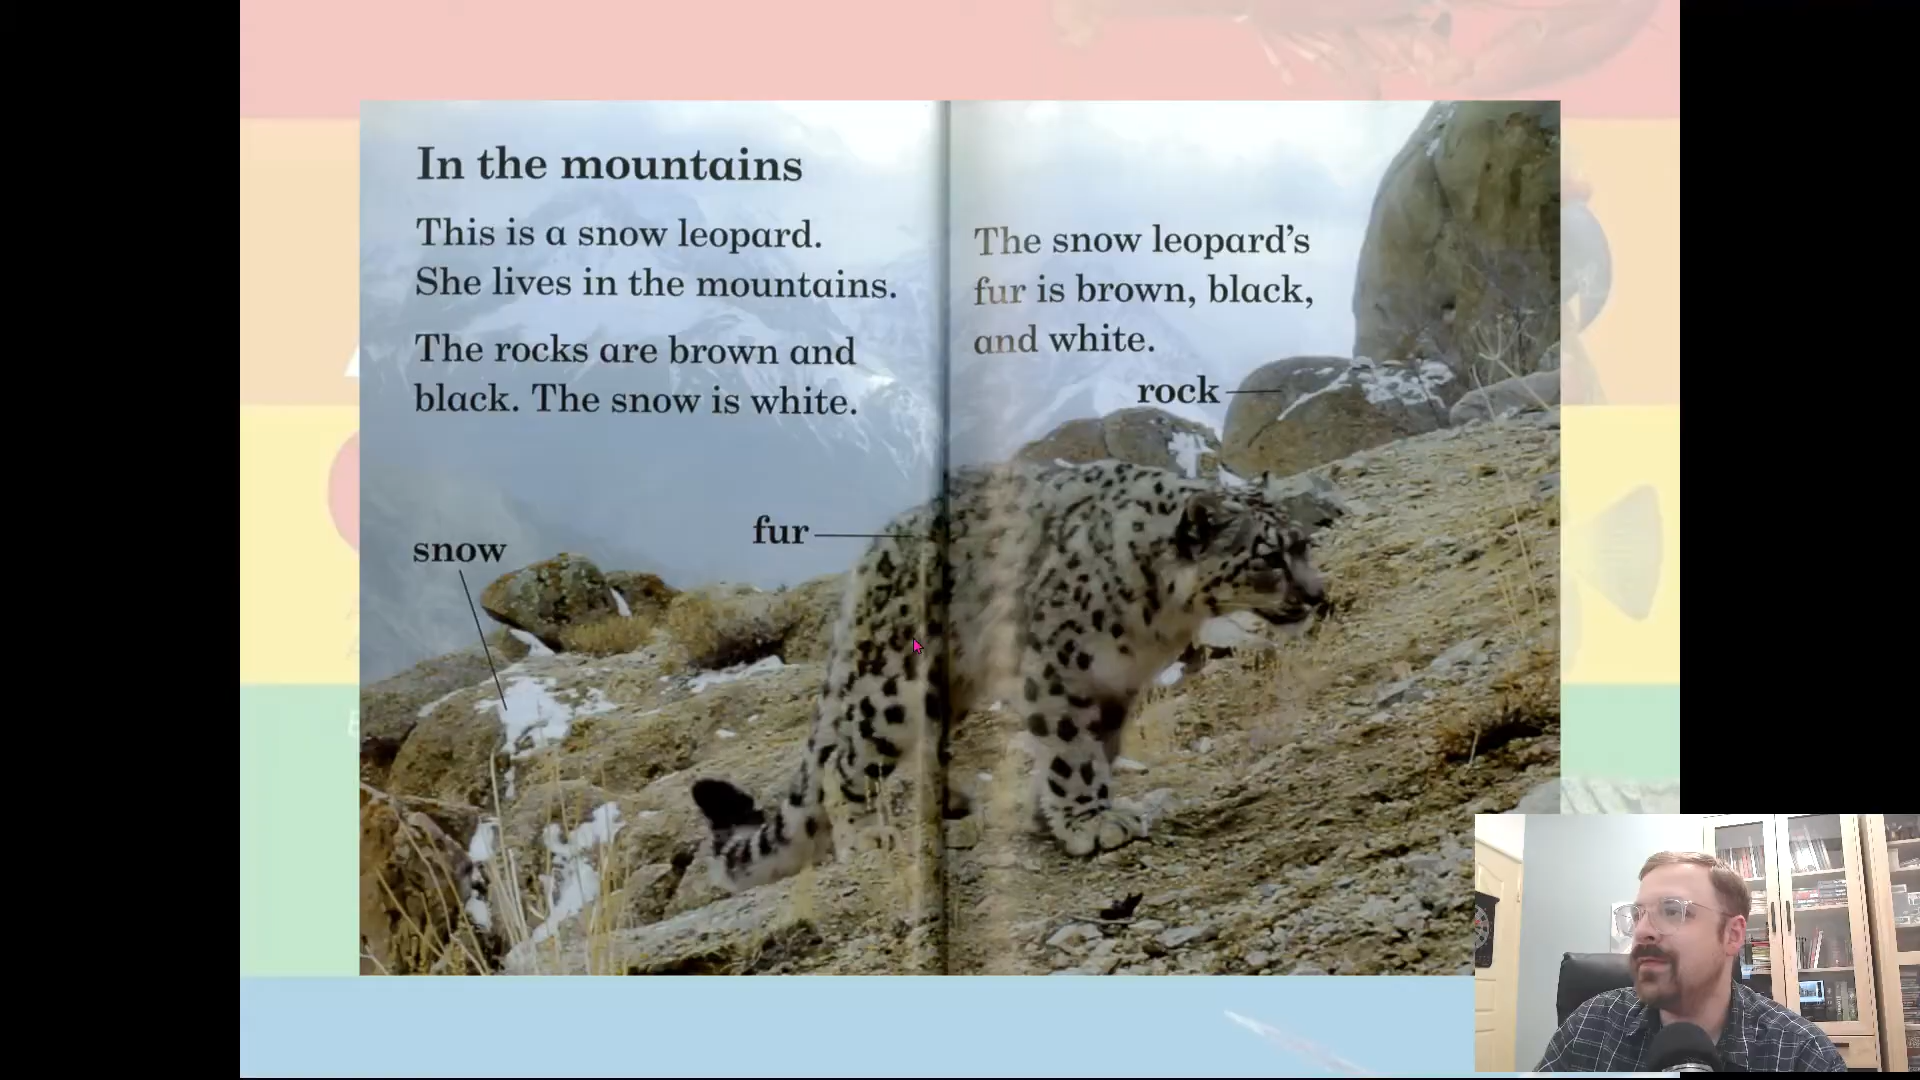 In the mountains
This is a snow leopard.
She lives in the mountains.
The rocks are brown and
black. The snow is white.
snow
fur
The snow leopard's
fur is brown, black,
and white.
rock